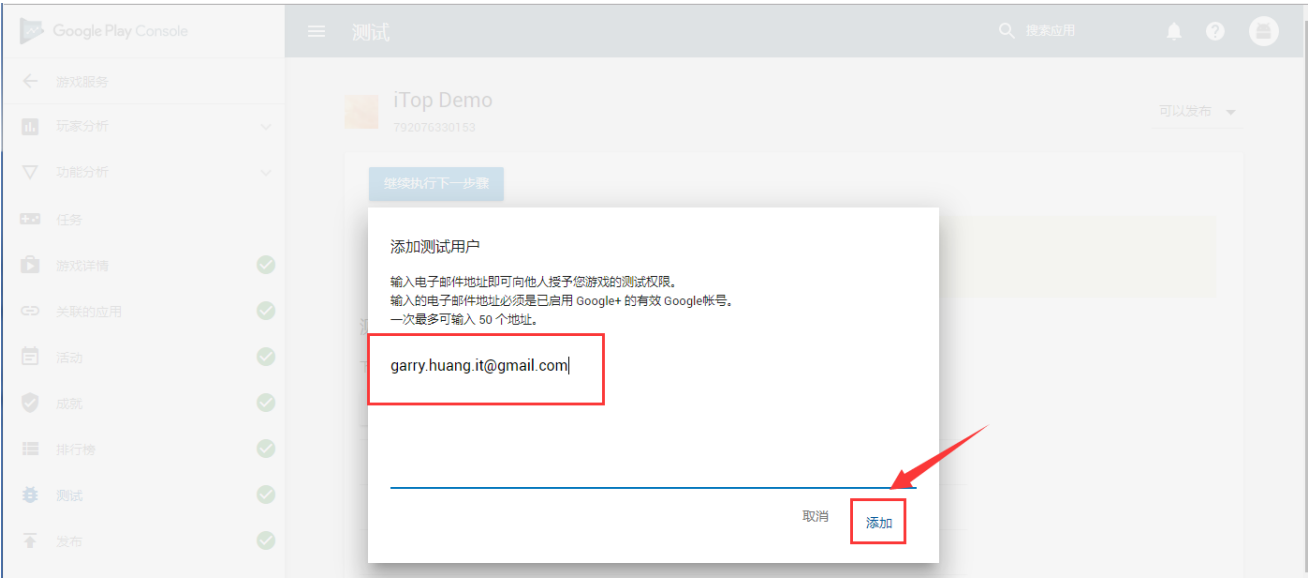 Google Play Console
测试
搜索应用
游戏服务
iTop Demo
792076330153
可以发布
玩家分析
功能分析
继续执行下一步骤
任务
添加测试用户
游戏详情
输入电子邮件地址即可向他人授予您游戏的测试权限。
输入的电子邮件地址必须是已启用 Google+ 的有效 Google帐号。
一次最多可输入 50 个地址。
关联的应用
活动
garry.huang.it@gmail.com
成就
排行榜
测试
取消
添加
发布